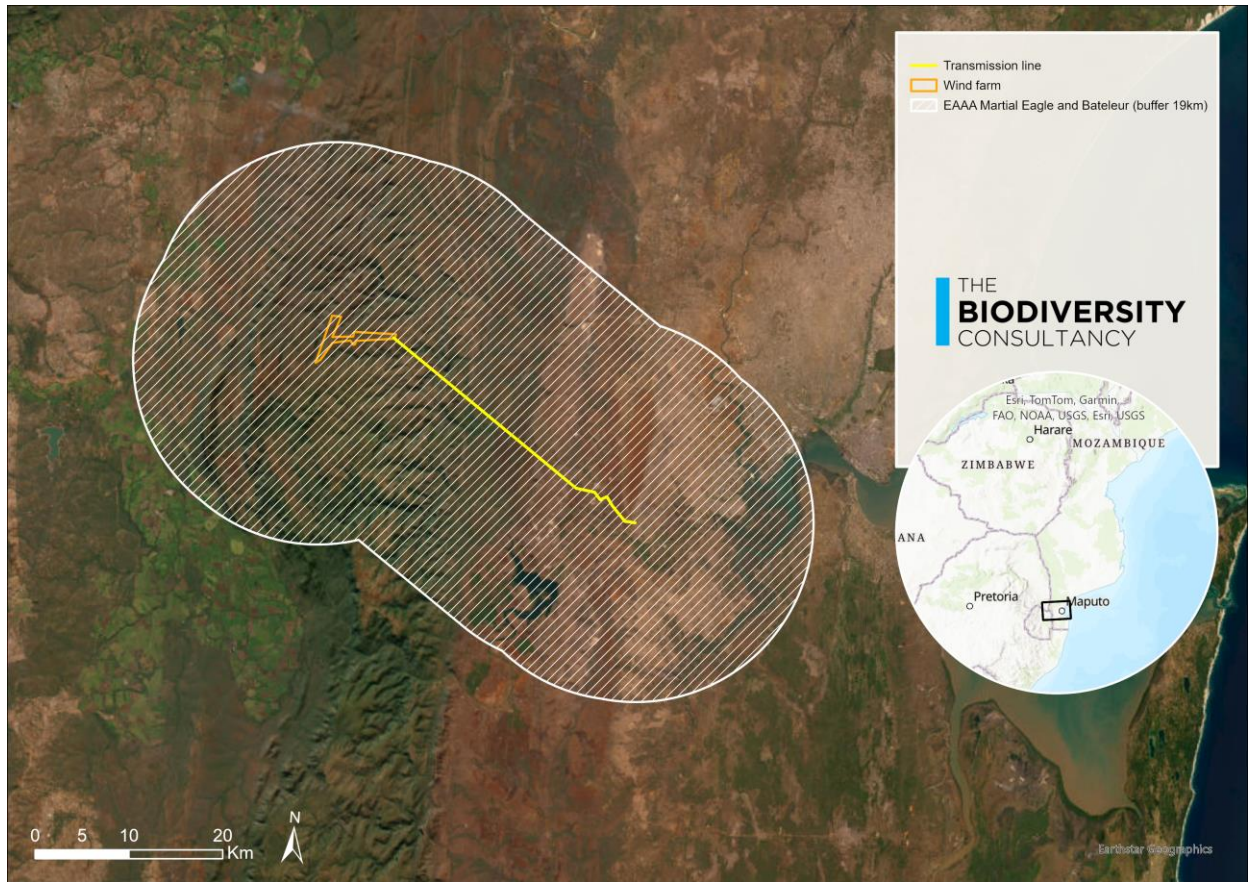 Transmission line
Wind farm
EAAA Martial Eagle and Bateleur (buffer 19km)
THE
BIODIVERSITY
CONSULTANCY
Esri, TomTom, Garmin,
FAO, NOAA, USGS, Esri, USGS
Harare
MOZAMBIQUE
ZIMBABWE
ANA
Pretoria
Maputo
0 5 10 20
Km
N
Earthstar Geographics